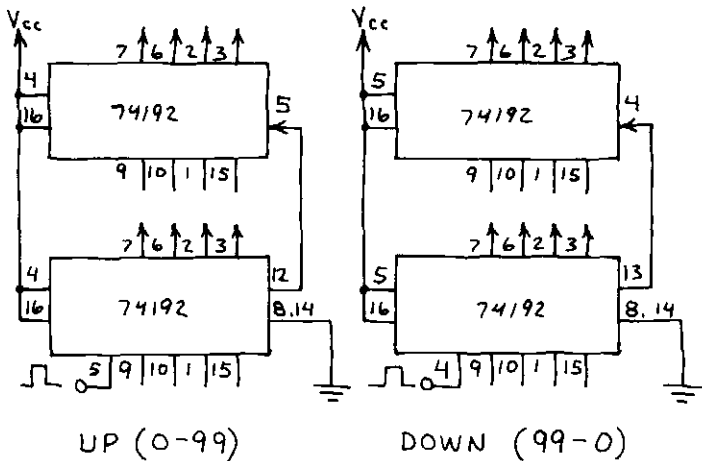 Vcc Vcc
7 6 2 3 7 6 2 3
4 5
74192 5 74192 4
16 16
9 10 1 15 9 10 1 15
7 6 2 3 7 6 2 3
4 12 5 13
74192 74192
16 8,14 16 8.14
5 9 10 1 15 4 9 10 1 15
UP (0-99) DOWN (99-0)